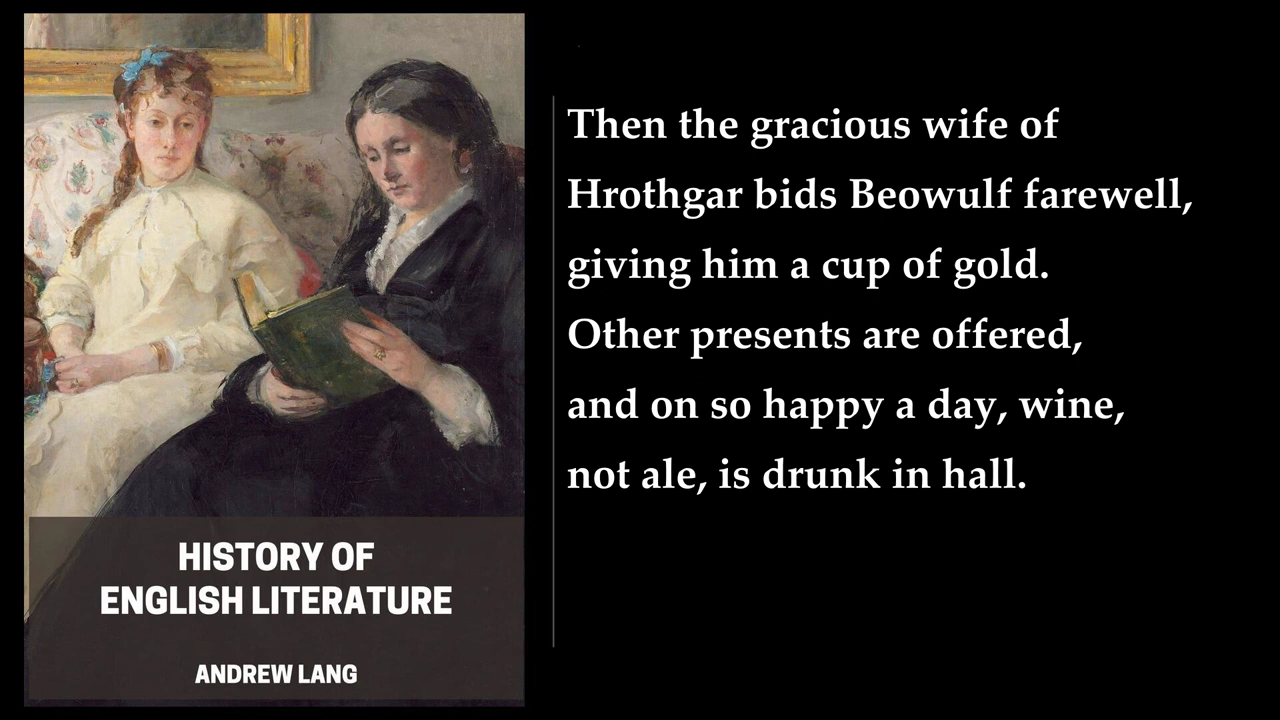 Then the gracious wife of
Hrothgar bids Beowulf farewell,
giving him a cup of gold.
Other presents are offered,
and on so happy a day, wine,
not ale, is drunk in hall.
HISTORY OF
ENGLISH LITERATURE
ANDREW LANG